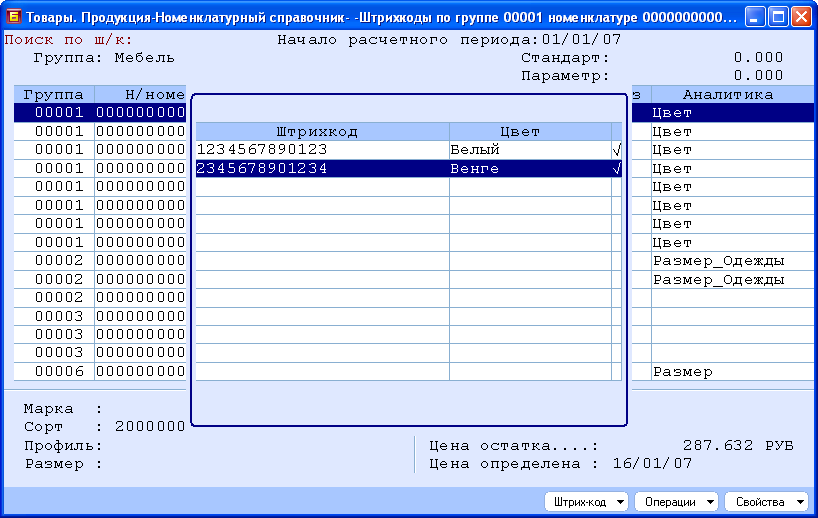 Товары. Продукция-Номенклатурный справочник- -Штрихкоды по группе 00001 номенклатуре 0000000000...
Поиск по ш/к: Начало расчетного периода:01/01/07
Группа: Мебель Стандарт: 0.000
Параметр: 0.000
Группа Н/номе з Аналитика
00001 000000000 Цвет
Штрихкод Цвет
00001 000000000 Цвет
1234567890123 Белый √
00001 000000000 Цвет
2345678901234 Венге √
00001 000000000 Цвет
00001 000000000 Цвет
00001 000000000 Цвет
00001 000000000 Цвет
00001 000000000 Цвет
00002 000000000 Размер_Одежды
00002 000000000 Размер_Одежды
00002 000000000
00003 000000000
00003 000000000
00003 000000000
00006 000000000 Размер
Марка :
Сорт : 2000000
Профиль: Цена остатка....: 287.632 РУБ
Размер : Цена определена : 16/01/07
Штрих-код Операции Свойства